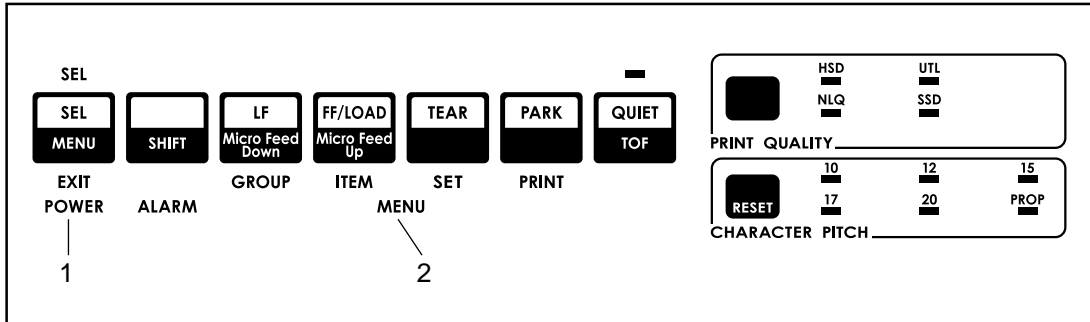 SEL
SEL
MENU
SHIFT
LF
Micro Feed
Down
FF/LOAD
Micro Feed
Up
TEAR
PARK
QUIET
TOF
EXIT
GROUP
ITEM
SET
PRINT
POWER
ALARM
MENU
1
2
HSD
UTL
NLQ
SSD
PRINT QUALITY
RESET
10
12
15
17
20
PROP
CHARACTER PITCH